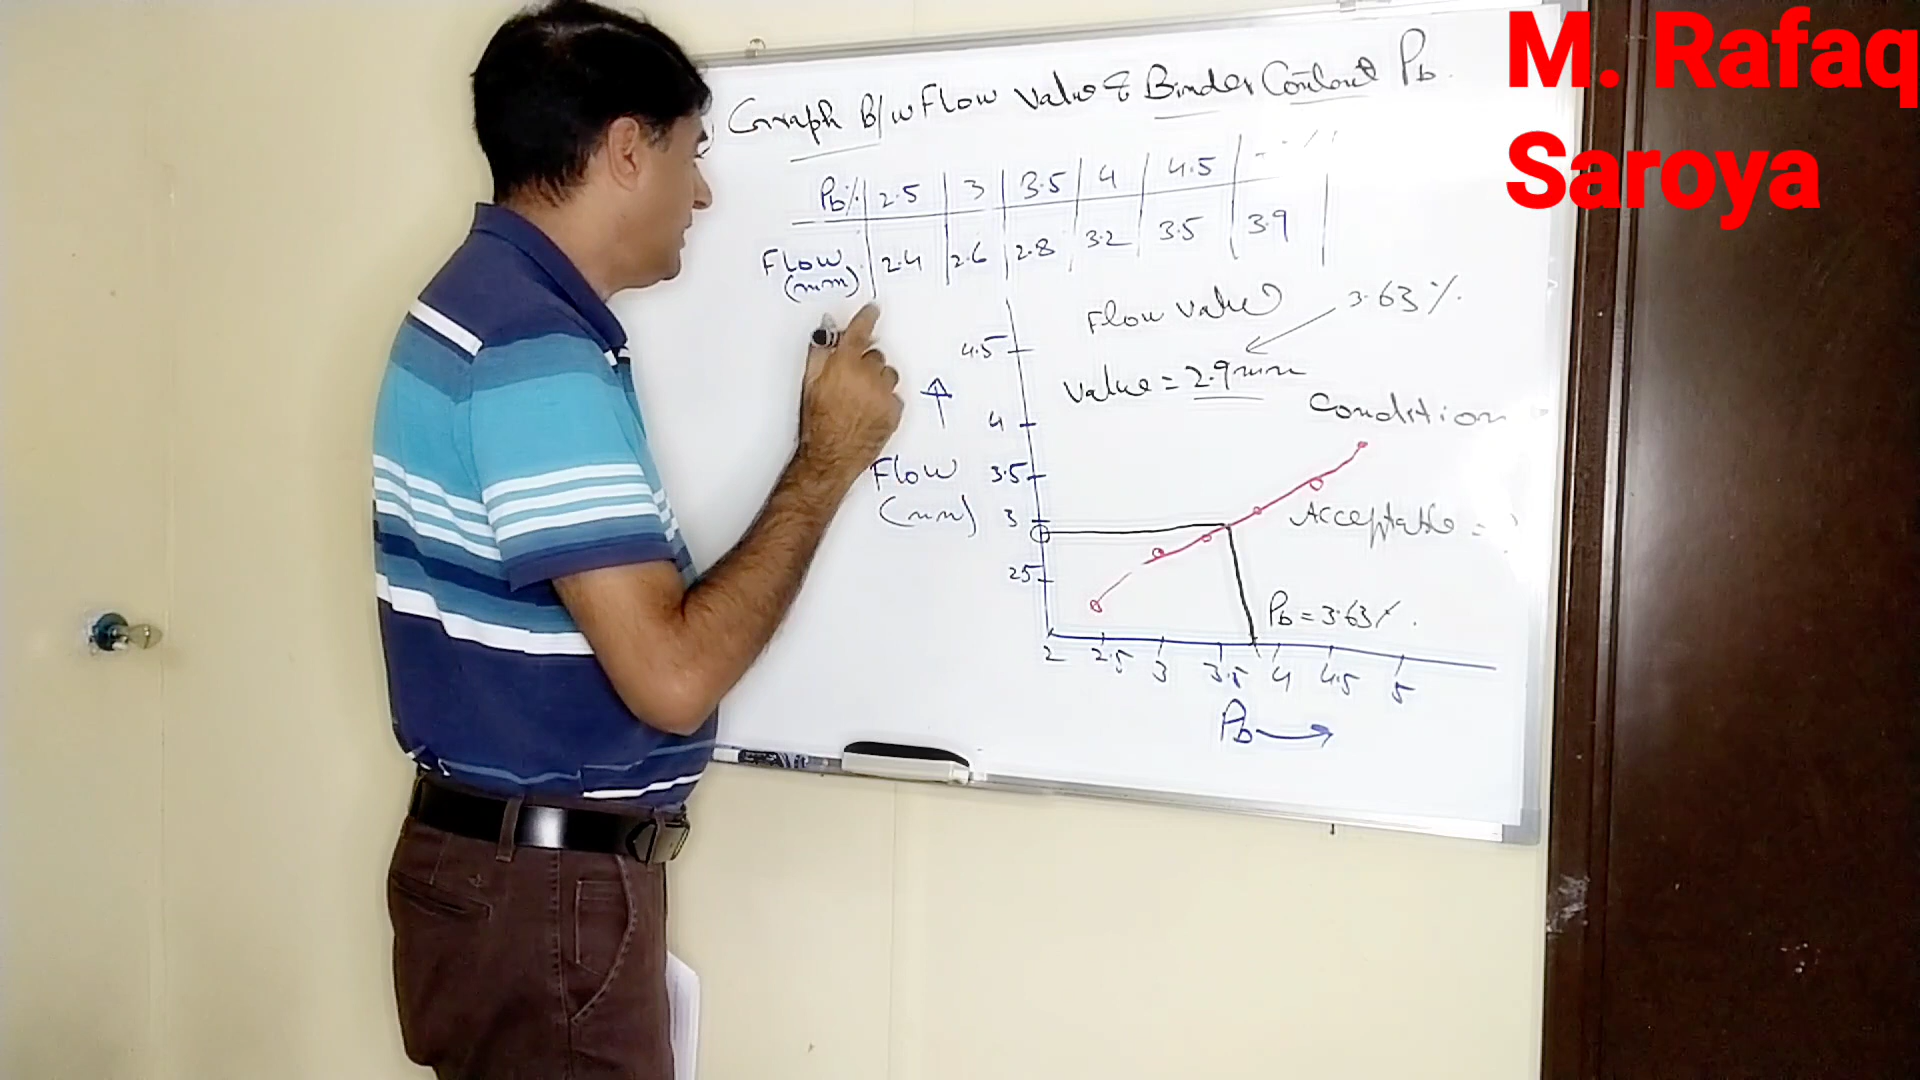 M. Rafaq
Saroya
Graph B/w Flow Value & Binder Content Pb.
Pb% 2.5 3 3.5 4 4.5
Flow (mm) 2.4 2.6 2.8 3.2 3.5 3.9
Flow Value
3.63 %.
Value = 2.9mm
Condition
Acceptable =
4.5
4
3.5
3
25
Flow
(mm)
Pb = 3.63%.
2 2.5 3 3.5 4 4.5 5
Pb